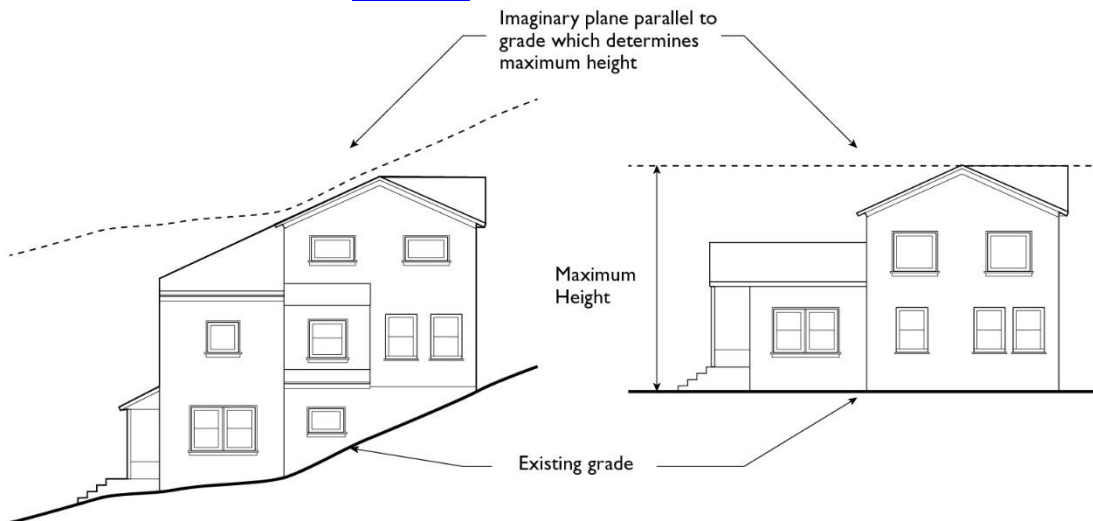 Imaginary plane parallel to
grade which determines
maximum height
Maximum
Height
Existing grade